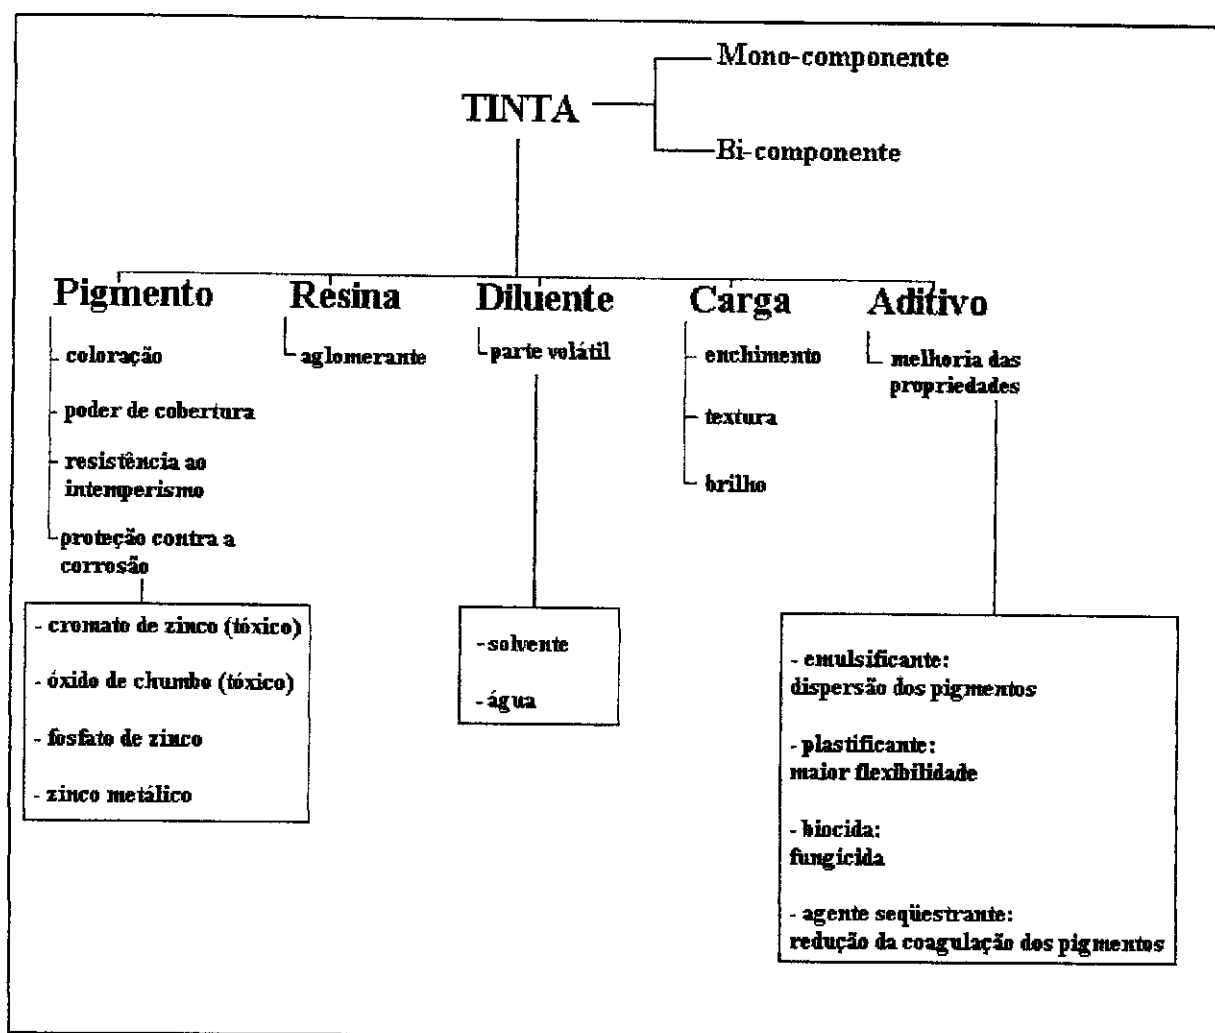 Mono-componente
TINTA
Bi-componente
Pigmento
Resina
Diluente
Carga
Aditivo
coloração
aglomerante
parte volátil
enchimento
melhoria das
propriedades
poder de cobertura
textura
resistência ao
intemperismo
brilho
proteção contra a
corrosão
- cromato de zinco (tóxico)
- óxido de chumbo (tóxico)
- fosfato de zinco
- zinco metálico
- solvente
- água
- emulsificante:
dispersão dos pigmentos
- plastificante:
maior flexibilidade
- biocida:
fungicida
- agente seqüestrante:
redução da coagulação dos pigmentos